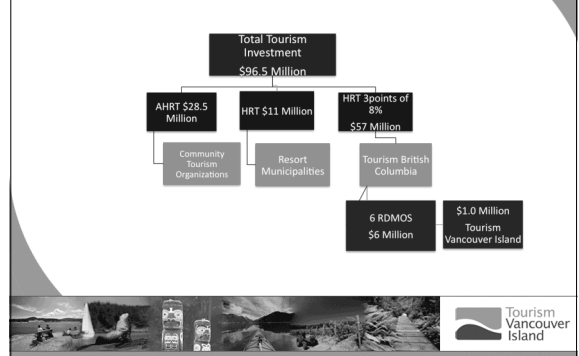 Total Tourism
Investment
$96.5 Million
AHRT $28.5
Million
HRT $11 Million
HRT 3points of
8%
$57 Million
Community
Tourism
Organizations
Resort
Municipalities
Tourism British
Columbia
6 RDMOS
$6 Million
$1.0 Million
Tourism
Vancouver Island
Tourism
Vancouver
Island